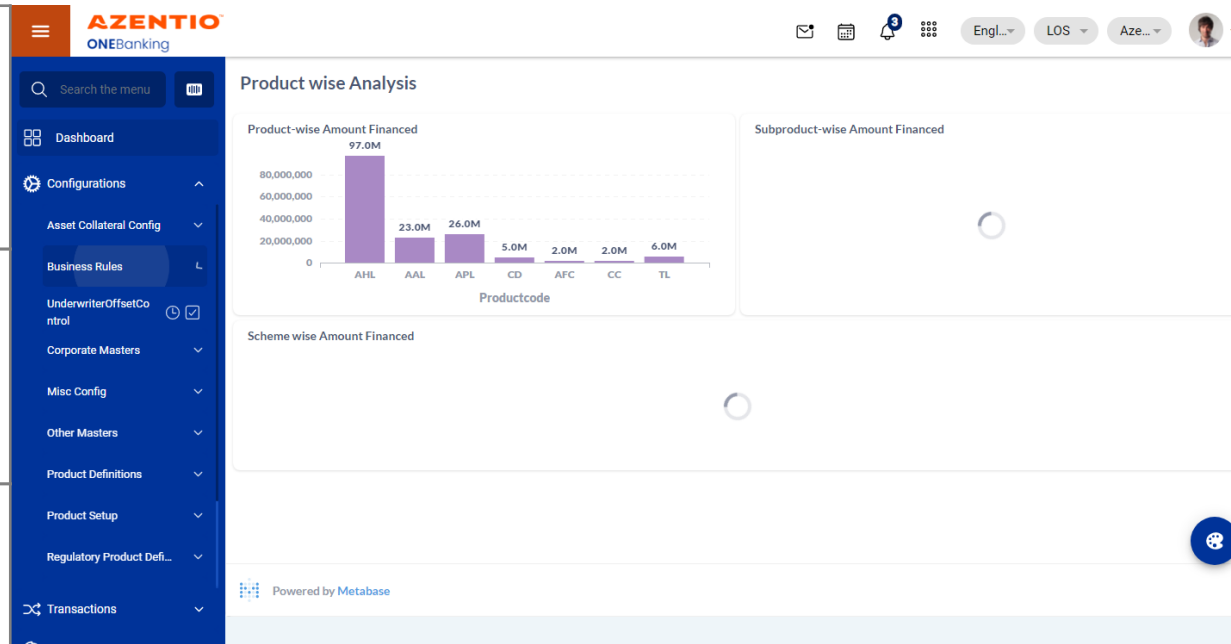 AZENTIO
ONEBanking
3
Engl...
LOS
Aze...
Search the menu
Dashboard
Configurations
Asset Collateral Config
Business Rules
UnderwriterOffsetCo
ntrol
Corporate Masters
Misc Config
Other Masters
Product Definitions
Product Setup
Regulatory Product Defi...
Transactions
Product wise Analysis
Product-wise Amount Financed
97.0M
80,000,000
60,000,000
40,000,000
20,000,000
0
23.0M
26.0M
5.0M
2.0M
2.0M
6.0M
AHL AAL APL CD AFC CC TL
Productcode
Subproduct-wise Amount Financed
Scheme wise Amount Financed
Powered by Metabase